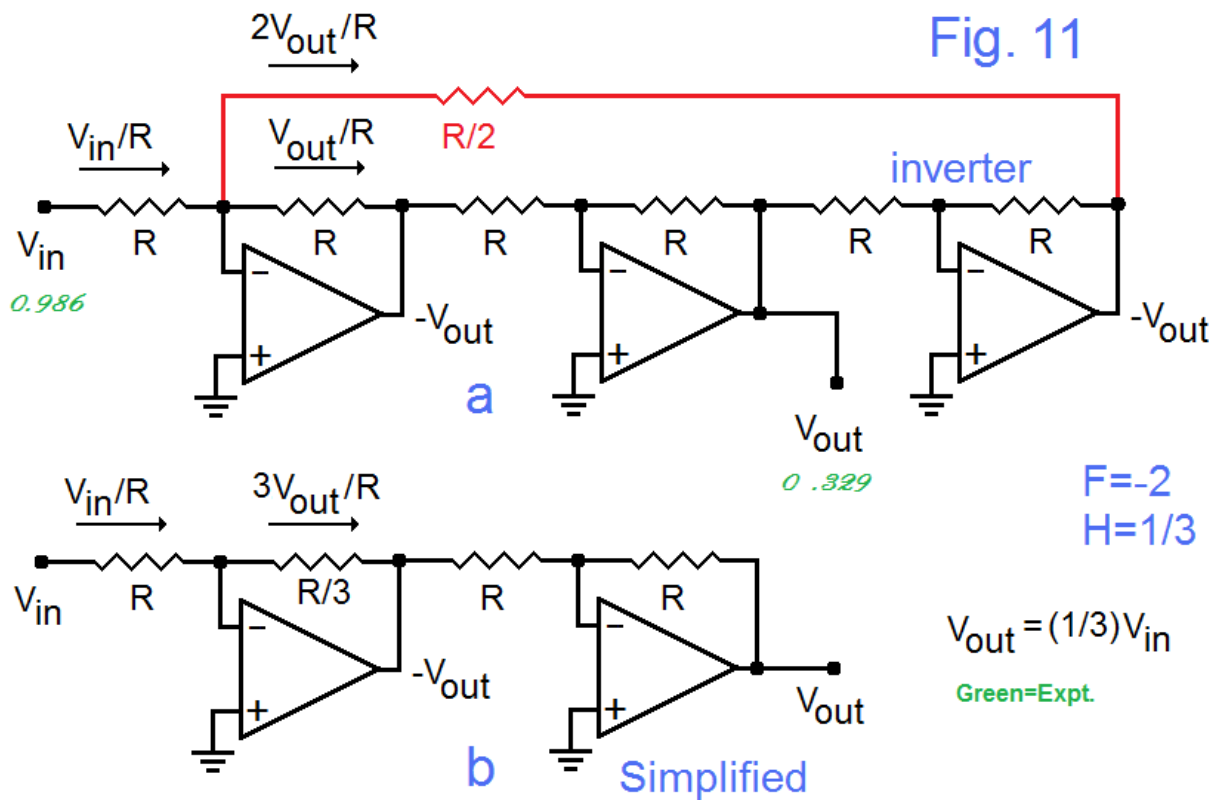 Fig. 11
2Vout/R
R/2
Vin/R
Vout/R
inverter
R
R
R
R
R
R
Vin
0.986
−
+
−
+
−
+
-Vout
-Vout
a
Vout
0.329
F=-2
H=1/3
Vin/R
3Vout/R
R
R/3
R
R
Vin
−
+
−
+
-Vout
Vout
Vout=(1/3)Vin
Green=Expt.
b
Simplified